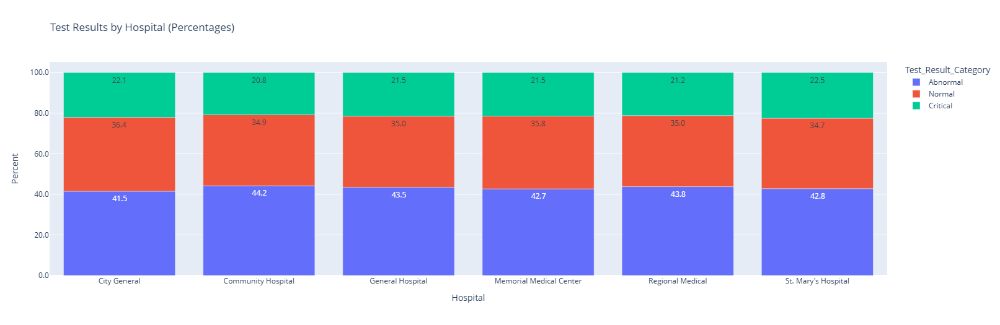 Test Results by Hospital (Percentages)
Test_Result_Category
Abnormal
Normal
Critical
Percent
100.0
80.0
60.0
40.0
20.0
0.0
22.1
20.8
21.5
21.5
21.2
22.5
36.4
34.9
35.0
35.8
35.0
34.7
41.5
44.2
43.5
42.7
43.8
42.8
City General
Community Hospital
General Hospital
Memorial Medical Center
Regional Medical
St. Mary's Hospital
Hospital